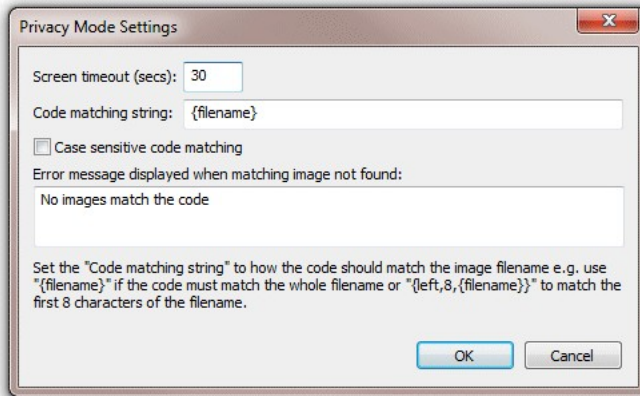 Privacy Mode Settings
Screen timeout (secs): 30
Code matching string: {filename}
Case sensitive code matching
Error message displayed when matching image not found:
No images match the code
Set the "Code matching string" to how the code should match the image filename e.g. use
"{filename}" if the code must match the whole filename or "{left,8,{filename}}" to match the
first 8 characters of the filename.
OK Cancel